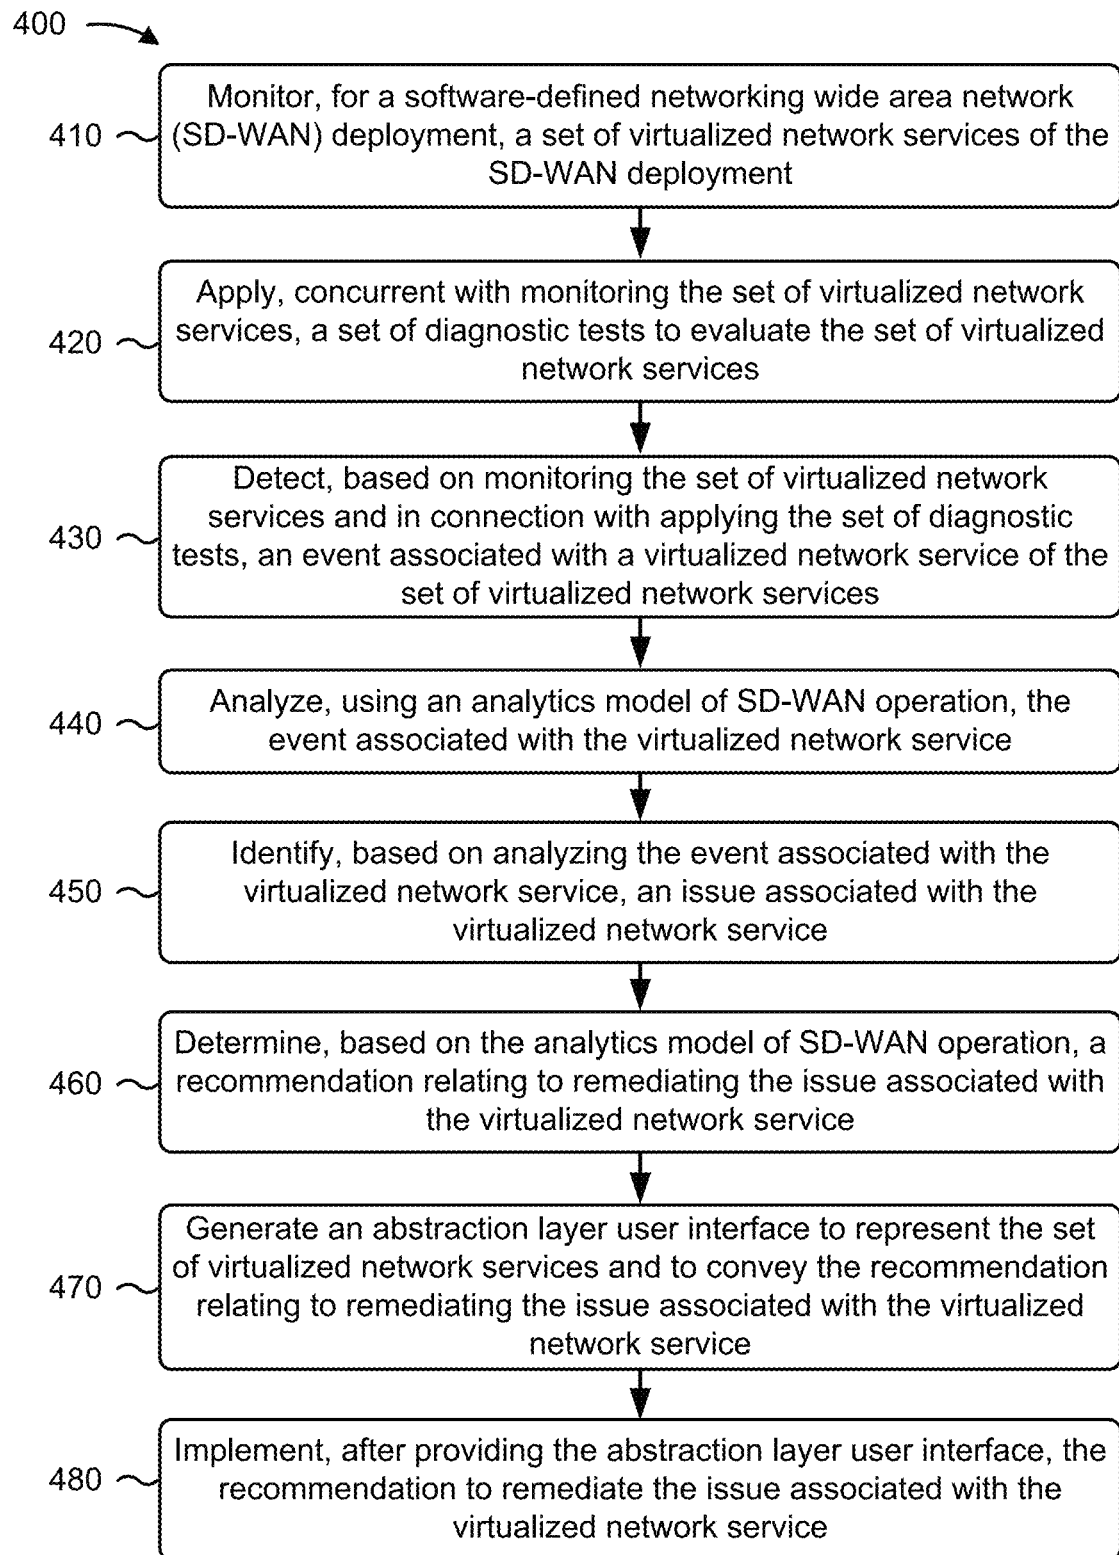 400
Monitor, for a software-defined networking wide area network
410
(SD-WAN) deployment, a set of virtualized network services of the
SD-WAN deployment
Apply, concurrent with monitoring the set of virtualized network
420
services, a set of diagnostic tests to evaluate the set of virtualized
network services
Detect, based on monitoring the set of virtualized network
services and in connection with applying the set of diagnostic
430
tests, an event associated with a virtualized network service of the
set of virtualized network services
440
Analyze, using an analytics model of SD-WAN operation, the
event associated with the virtualized network service
Identify, based on analyzing the event associated with the
450
virtualized network service, an issue associated with the
virtualized network service
Determine, based on the analytics model of SD-WAN operation, a
460
recommendation relating to remediating the issue associated with
the virtualized network service
Generate an abstraction layer user interface to represent the set
of virtualized network services and to convey the recommendation
470
relating to remediating the issue associated with the virtualized
network service
Implement, after providing the abstraction layer user interface, the
480
recommendation to remediate the issue associated with the
virtualized network service